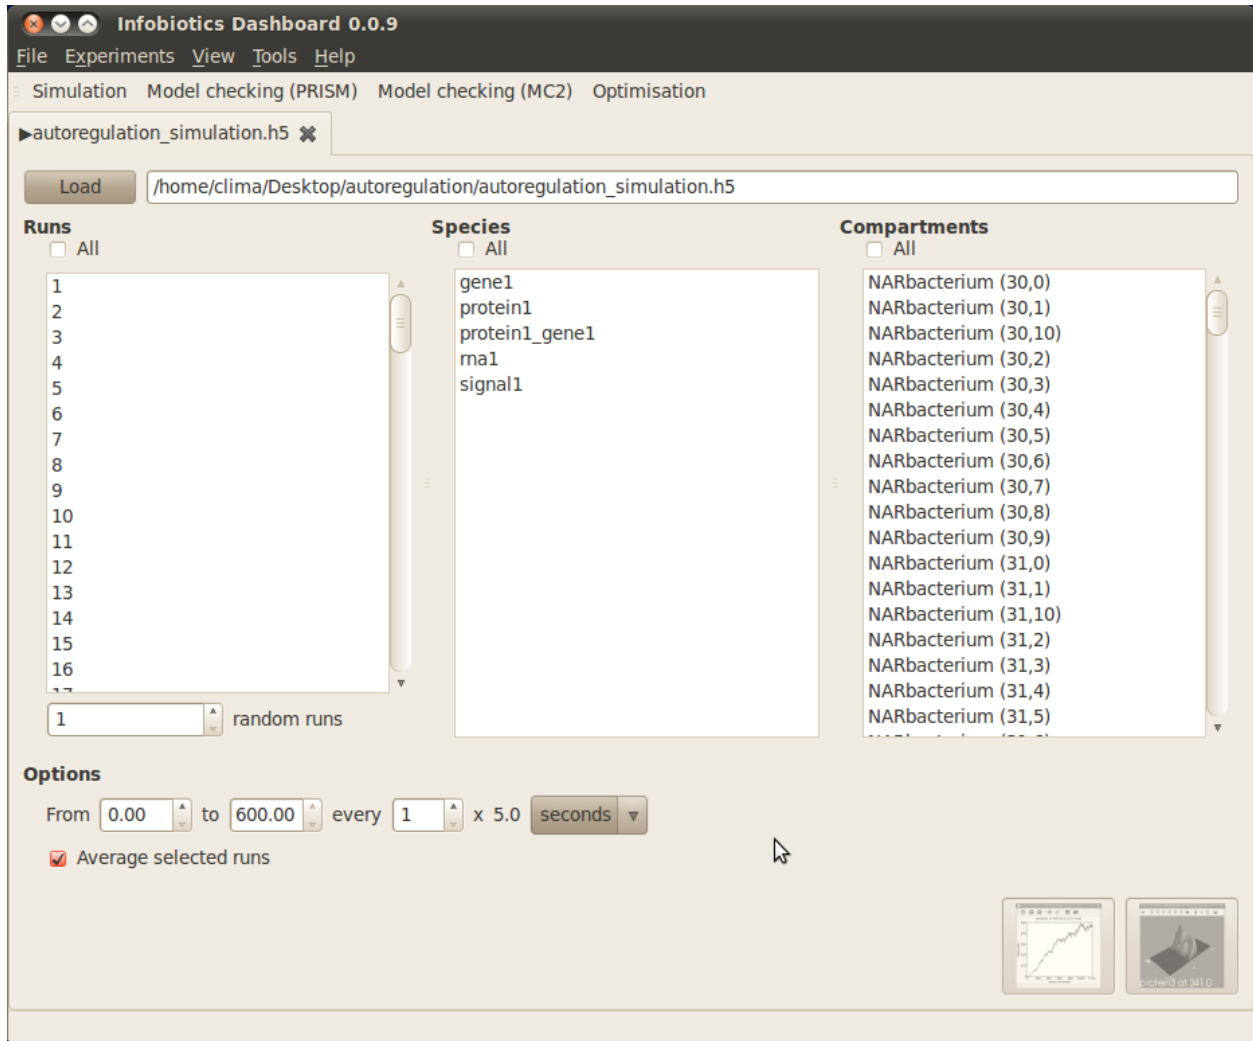 Infobiotics Dashboard 0.0.9
File Experiments View Tools Help
Simulation Model checking (PRISM) Model checking (MC2) Optimisation
▶autoregulation_simulation.h5
Load /home/clima/Desktop/autoregulation/autoregulation_simulation.h5
Runs
All
1
2
3
4
5
6
7
8
9
10
11
12
13
14
15
16
17
1 random runs
Species
All
gene1
protein1
protein1_gene1
rna1
signal1
Compartments
All
NARbacterium (30,0)
NARbacterium (30,1)
NARbacterium (30,10)
NARbacterium (30,2)
NARbacterium (30,3)
NARbacterium (30,4)
NARbacterium (30,5)
NARbacterium (30,6)
NARbacterium (30,7)
NARbacterium (30,8)
NARbacterium (30,9)
NARbacterium (31,0)
NARbacterium (31,1)
NARbacterium (31,10)
NARbacterium (31,2)
NARbacterium (31,3)
NARbacterium (31,4)
NARbacterium (31,5)
Options
From 0.00 to 600.00 every 1 x 5.0 seconds
Average selected runs
protein3 at 341.0